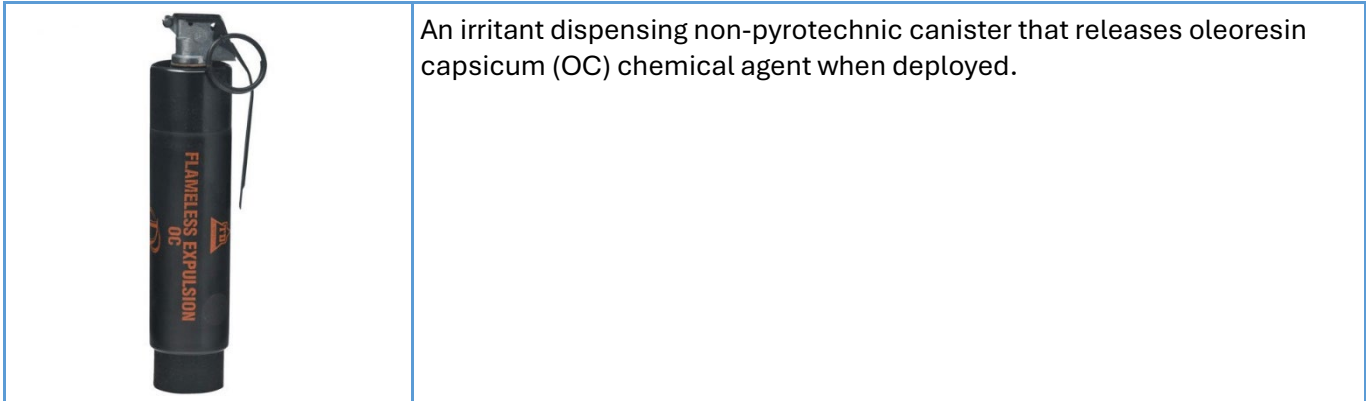 An irritant dispensing non-pyrotechnic canister that releases oleoresin
capsicum (OC) chemical agent when deployed.
FLAMELESS EXPULSION
OC